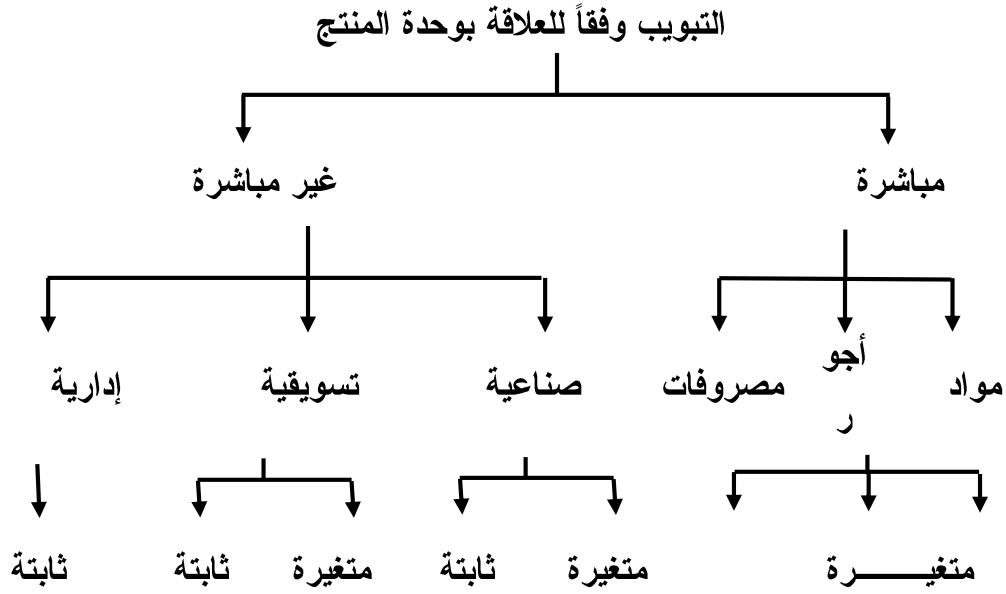 التبويب وفقاً للعلاقة بوحدة المنتج
مباشرة
غير مباشرة
مواد
أجو
ر
مصروفات
صناعية
تسويقية
إدارية
متغيـــــــرة
متغيرة
ثابتة
متغيرة
ثابتة
ثابتة